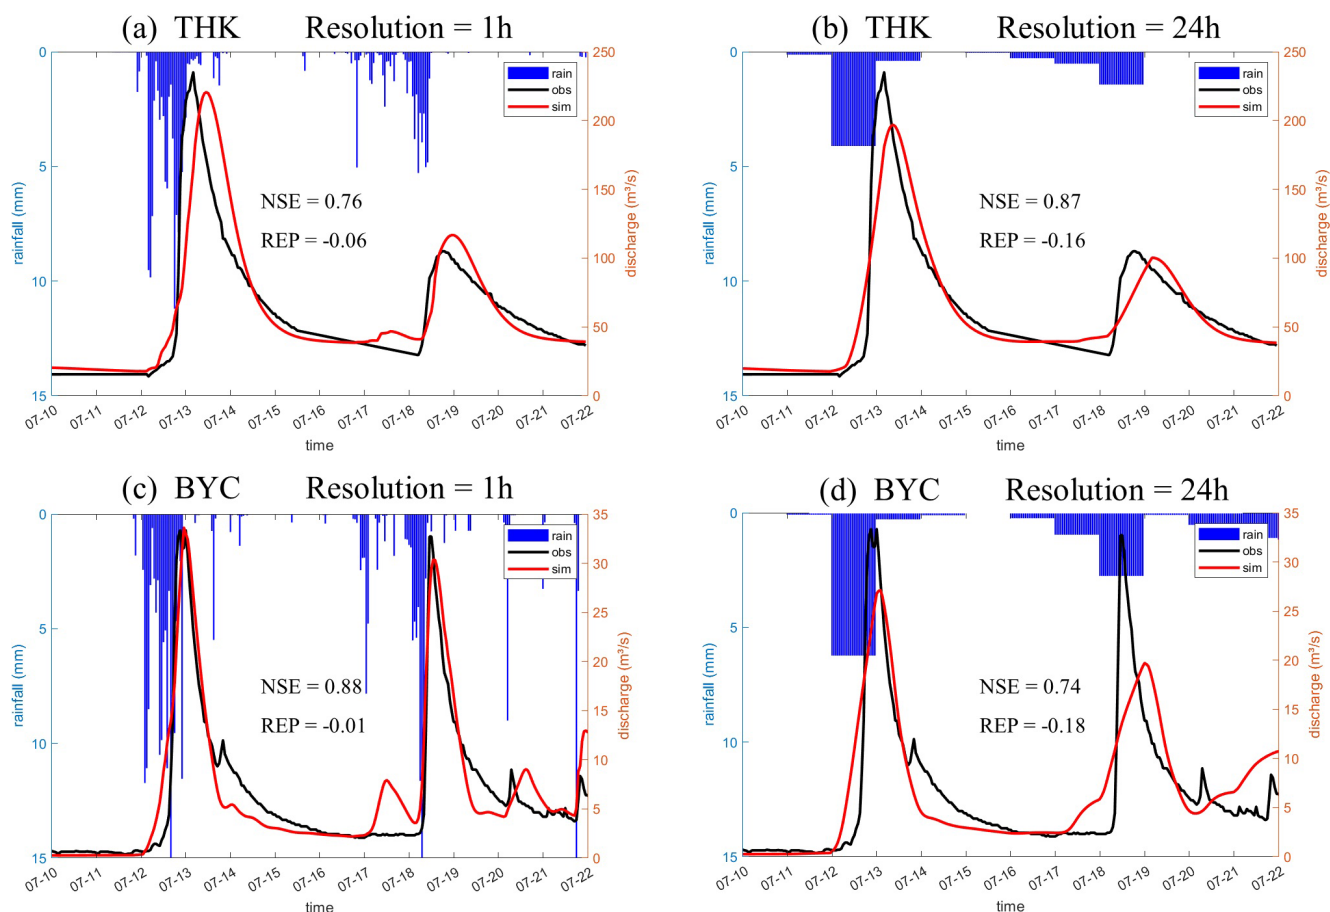 (a) THK Resolution = 1h
0
5
10
15
rainfall (mm)
250
200
150
100
50
0
discharge (m³/s)
rain
obs
sim
NSE = 0.76
REP = -0.06
07-10 07-11 07-12 07-13 07-14 07-15 07-16 07-17 07-18 07-19 07-20 07-21 07-22
time
(b) THK Resolution = 24h
0
5
10
15
rainfall (mm)
250
200
150
100
50
0
discharge (m³/s)
rain
obs
sim
NSE = 0.87
REP = -0.16
07-10 07-11 07-12 07-13 07-14 07-15 07-16 07-17 07-18 07-19 07-20 07-21 07-22
time
(c) BYC Resolution = 1h
0
5
10
15
rainfall (mm)
35
30
25
20
15
10
5
0
discharge (m³/s)
rain
obs
sim
NSE = 0.88
REP = -0.01
07-10 07-11 07-12 07-13 07-14 07-15 07-16 07-17 07-18 07-19 07-20 07-21 07-22
time
(d) BYC Resolution = 24h
0
5
10
15
rainfall (mm)
35
30
25
20
15
10
5
0
discharge (m³/s)
rain
obs
sim
NSE = 0.74
REP = -0.18
07-10 07-11 07-12 07-13 07-14 07-15 07-16 07-17 07-18 07-19 07-20 07-21 07-22
time